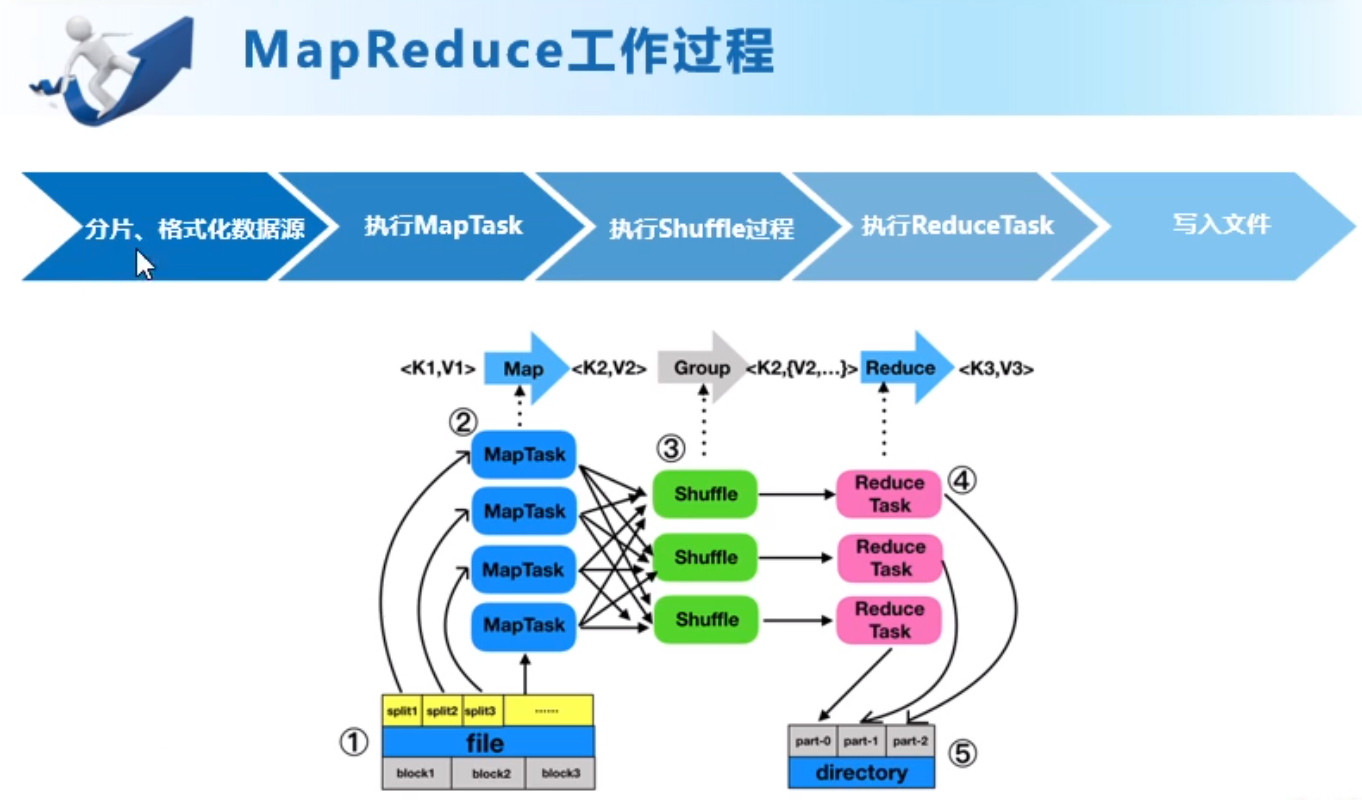 MapReduce工作过程
分片、格式化数据源
执行MapTask
执行Shuffle过程
执行ReduceTask
写入文件
<K1,V1>
Map
<K2,V2>
Group
<K2,{V2,...}>
Reduce
<K3,V3>
②
MapTask
MapTask
MapTask
MapTask
③
Shuffle
Shuffle
Shuffle
④
Reduce
Task
Reduce
Task
Reduce
Task
①
split1
split2
split3
......
file
block1
block2
block3
part-0
part-1
part-2
directory
⑤